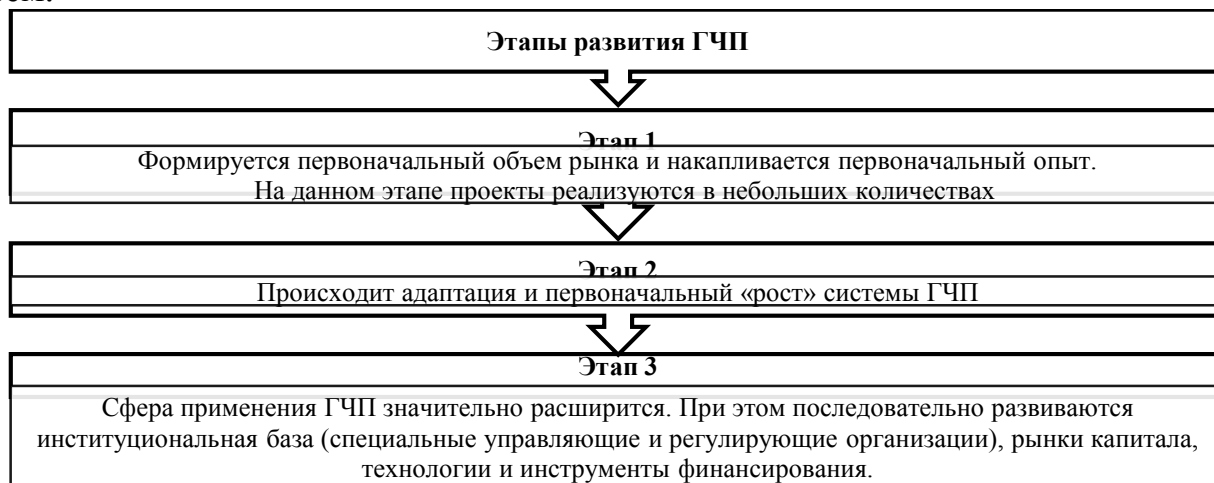 Этапы развития ГЧП
Этап 1
Формируется первоначальный объем рынка и накапливается первоначальный опыт.
На данном этапе проекты реализуются в небольших количествах
Этап 2
Происходит адаптация и первоначальный «рост» системы ГЧП
Этап 3
Сфера применения ГЧП значительно расширится. При этом последовательно развиваются
институциональная база (специальные управляющие и регулирующие организации), рынки капитала,
технологии и инструменты финансирования.